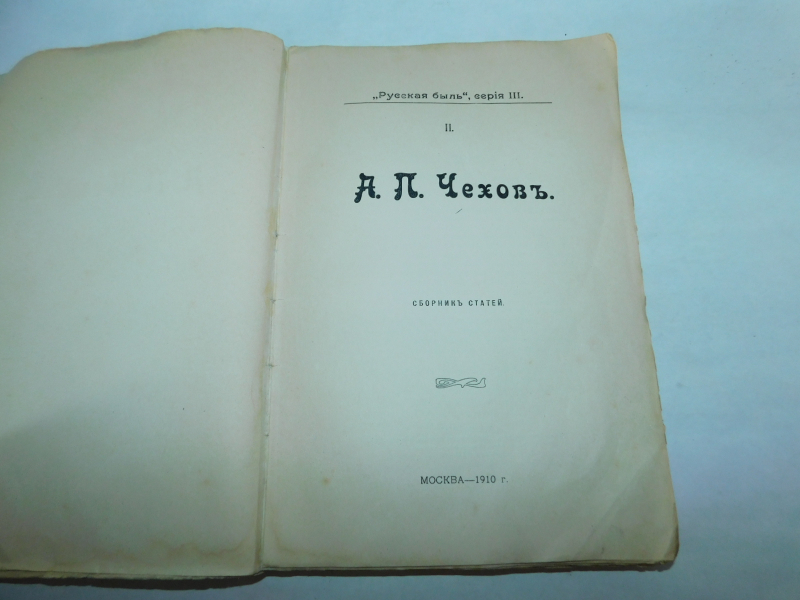 „Русская быль“, серія III.
II.
А. П. Чеховъ.
СБОРНИКЪ СТАТЕЙ.
МОСКВА—1910 г.